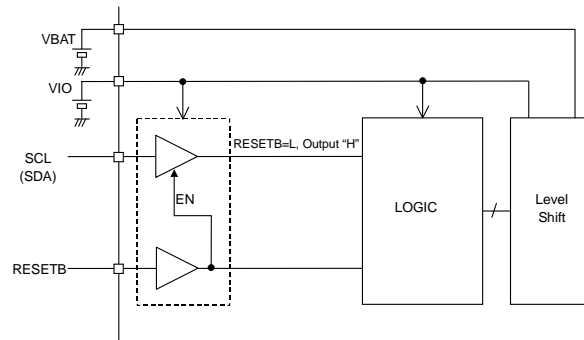 VBAT
VIO
SCL
(SDA)
RESETB=L, Output “H”
EN
LOGIC
Level
Shift
RESETB